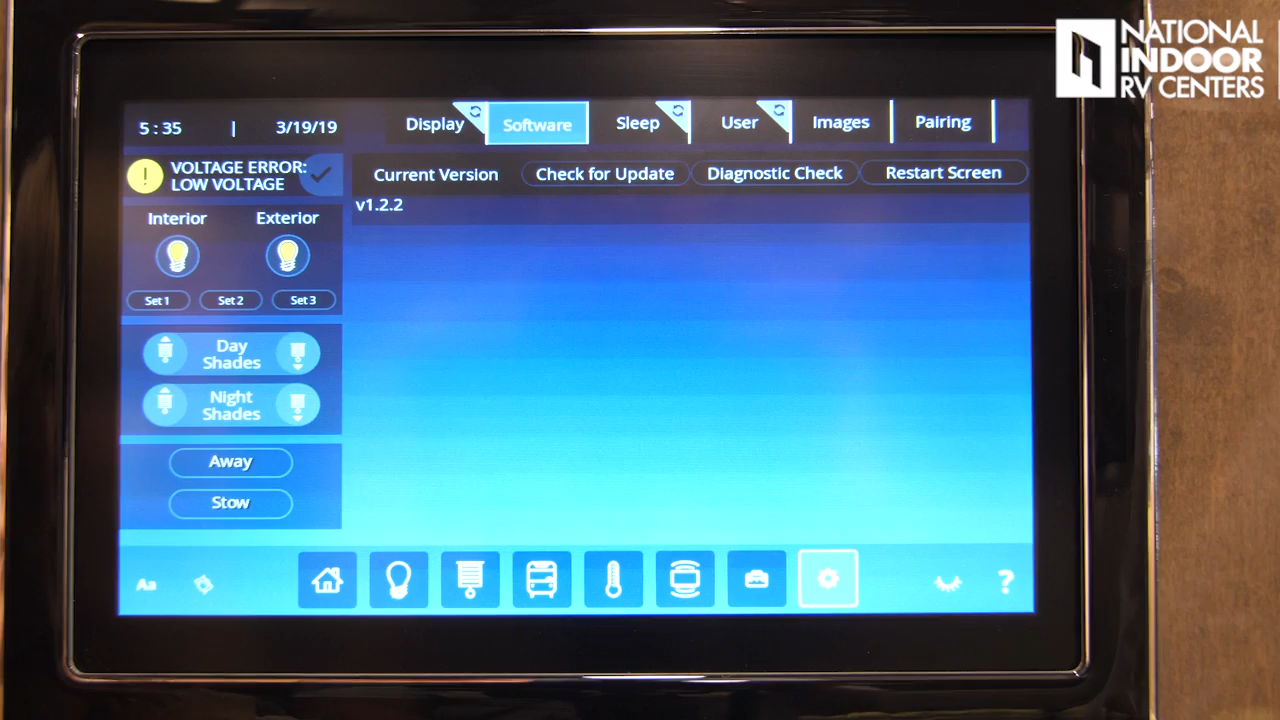 NATIONAL
INDOOR
RV CENTERS
5:35 | 3/19/19
Display Software Sleep User Images Pairing
VOLTAGE ERROR:
LOW VOLTAGE
Current Version Check for Update Diagnostic Check Restart Screen
v1.2.2
Interior Exterior
Set 1 Set 2 Set 3
Day
Shades
Night
Shades
Away
Stow
Aa ?